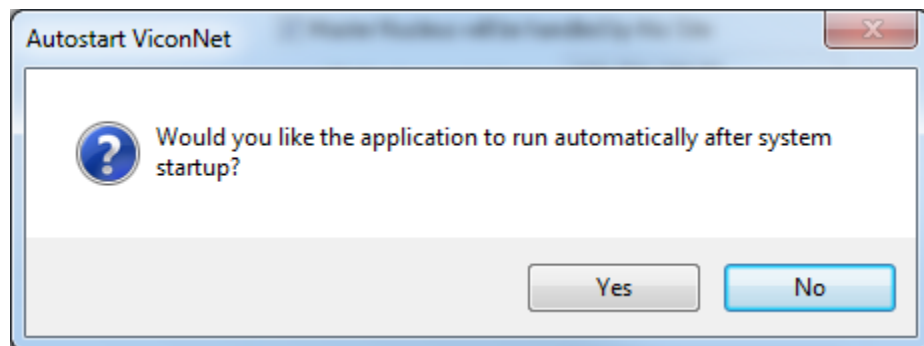 Autostart ViconNet
Would you like the application to run automatically after system
startup?
Yes
No